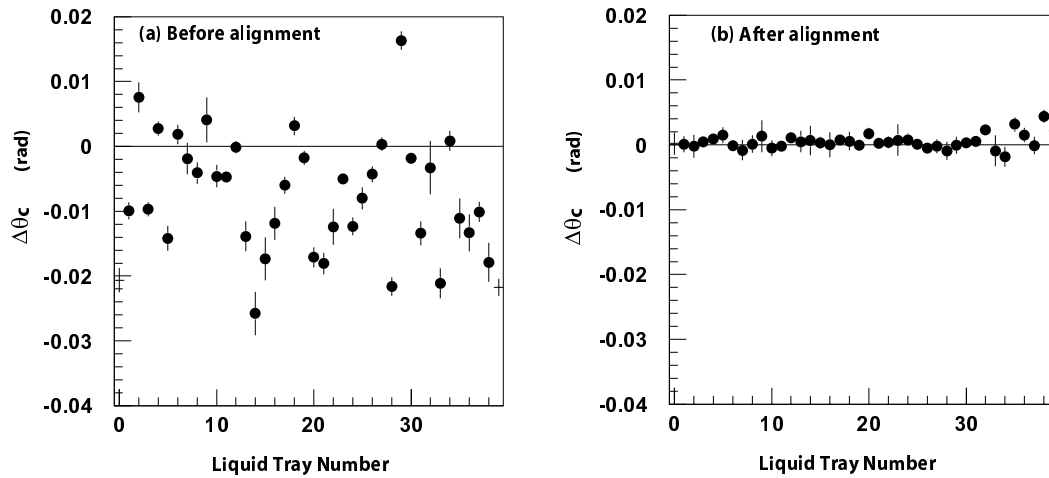 (a) Before alignment
0.02
0.01
0
-0.01
-0.02
-0.03
-0.04
Δθc (rad)
0 10 20 30
Liquid Tray Number
(b) After alignment
0.02
0.01
0
-0.01
-0.02
-0.03
-0.04
Δθc (rad)
0 10 20 30
Liquid Tray Number